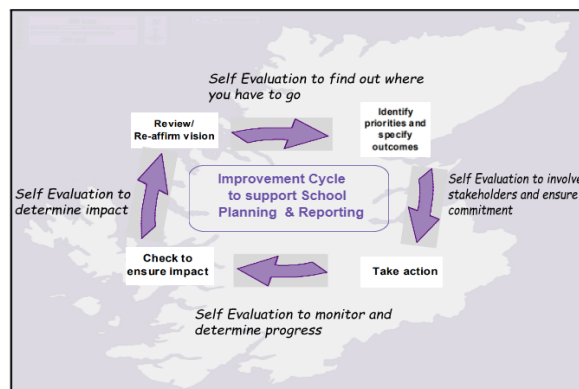 Self Evaluation to find out where
you have to go
Review/
Re-affirm vision
Identify
priorities and
specify
outcomes
Self Evaluation to
determine impact
Improvement Cycle
to support School
Planning & Reporting
Self Evaluation to involve
stakeholders and ensure
commitment
Check to
ensure impact
Take action
Self Evaluation to monitor and
determine progress